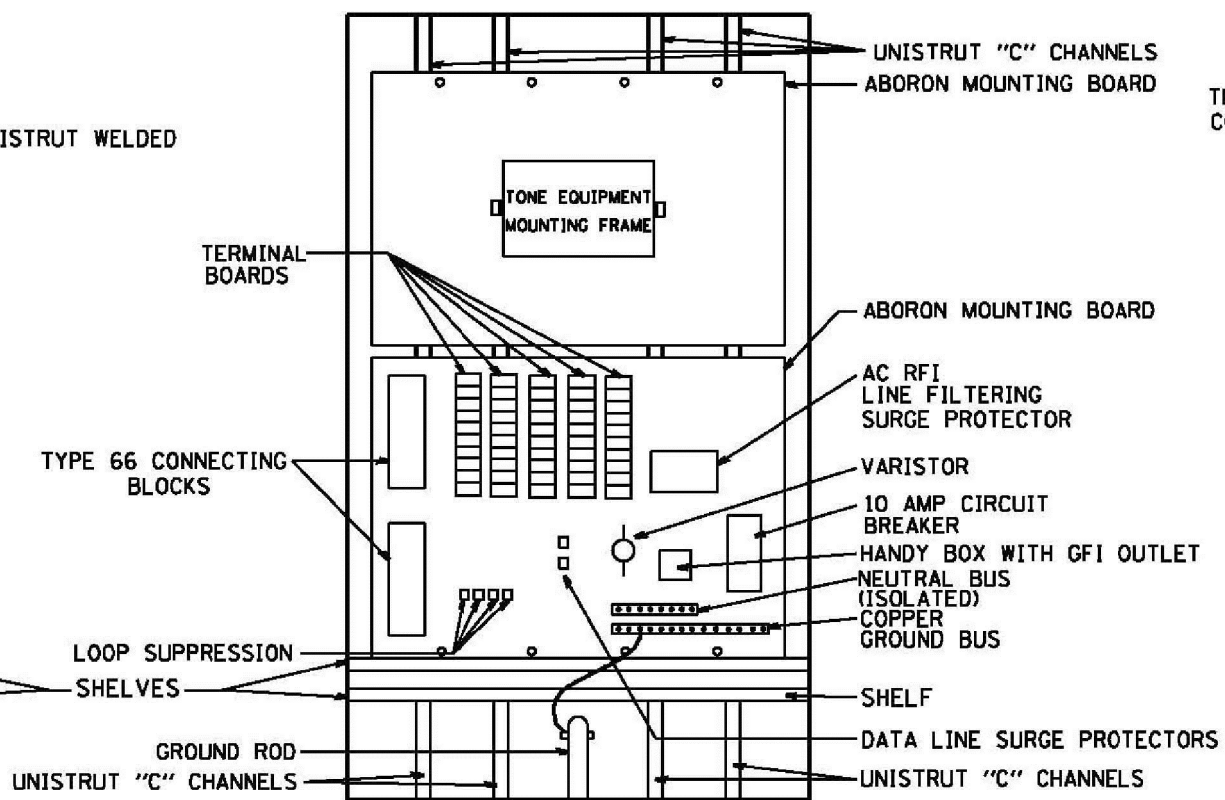 UNISTRUT "C" CHANNELS
ABORON MOUNTING BOARD
ISTRUT WELDED
TONE EQUIPMENT
MOUNTING FRAME
TERMINAL
BOARDS
ABORON MOUNTING BOARD
AC RFI
LINE FILTERING
SURGE PROTECTOR
TYPE 66 CONNECTING
BLOCKS
VARISTOR
10 AMP CIRCUIT
BREAKER
HANDY BOX WITH GFI OUTLET
NEUTRAL BUS
(ISOLATED)
COPPER
GROUND BUS
LOOP SUPPRESSION
SHELVES
SHELF
GROUND ROD
DATA LINE SURGE PROTECTORS
UNISTRUT "C" CHANNELS
UNISTRUT "C" CHANNELS